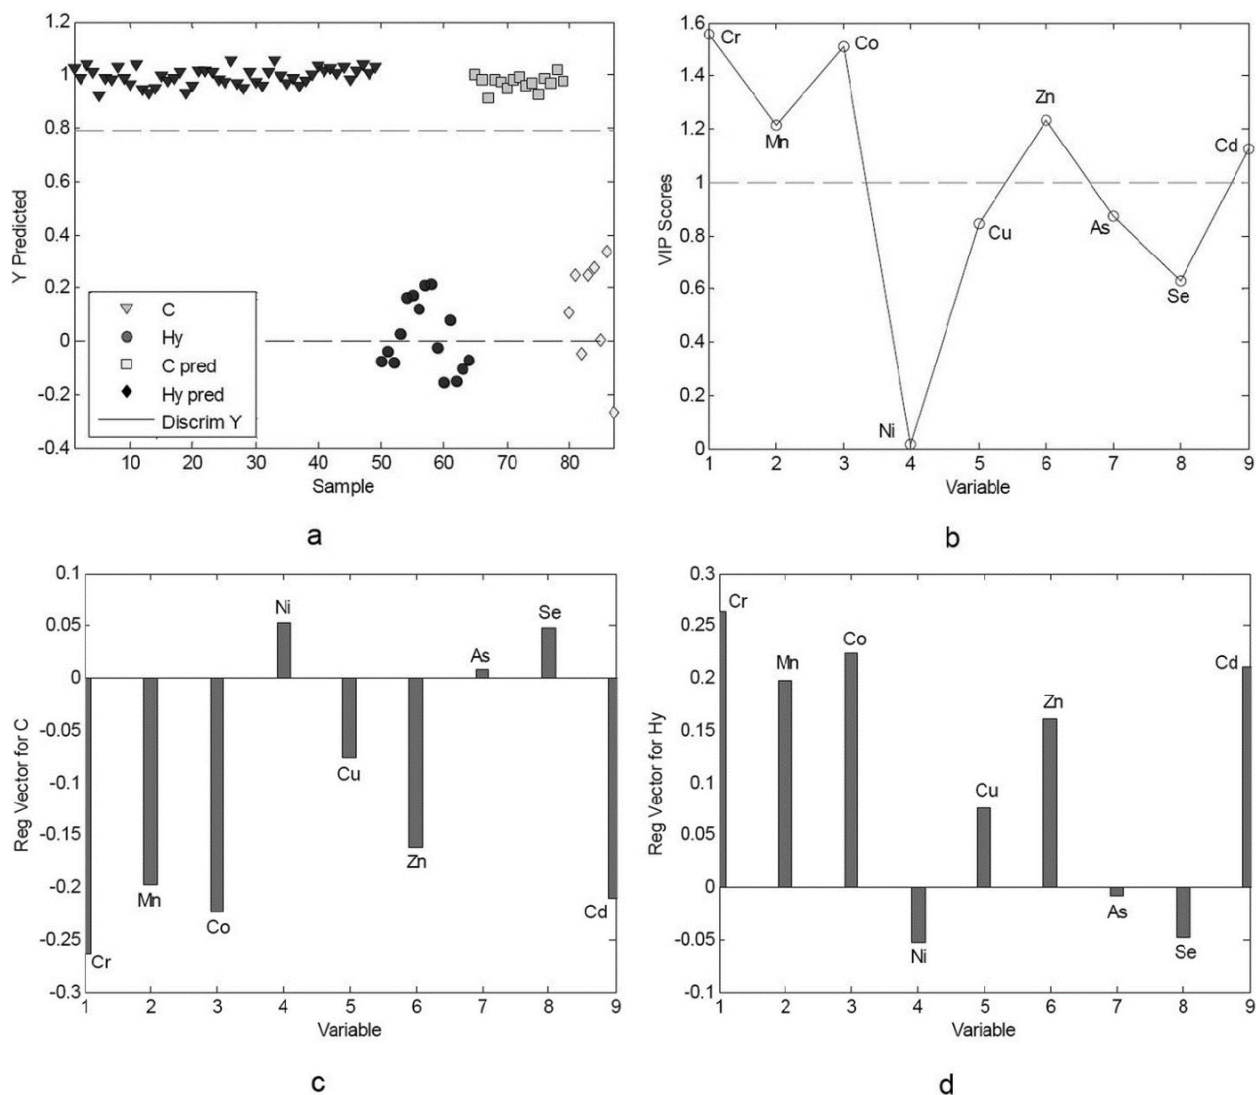 1.2
1
0.8
0.6
0.4
0.2
0
-0.2
-0.4
Y Predicted
C
Hy
C pred
Hy pred
Discrim Y
10 20 30 40 50 60 70 80
Sample
a
1.6
1.4
1.2
1
0.8
0.6
0.4
0.2
0
VIP Scores
Cr
Mn
Co
Ni
Cu
Zn
As
Se
Cd
1 2 3 4 5 6 7 8 9
Variable
b
0.1
0.05
0
-0.05
-0.1
-0.15
-0.2
-0.25
-0.3
Reg Vector for C
Cr
Mn
Co
Ni
Cu
Zn
As
Se
Cd
1 2 3 4 5 6 7 8 9
Variable
c
0.3
0.25
0.2
0.15
0.1
0.05
0
-0.05
-0.1
Reg Vector for Hy
Cr
Mn
Co
Ni
Cu
Zn
As
Se
Cd
1 2 3 4 5 6 7 8 9
Variable
d